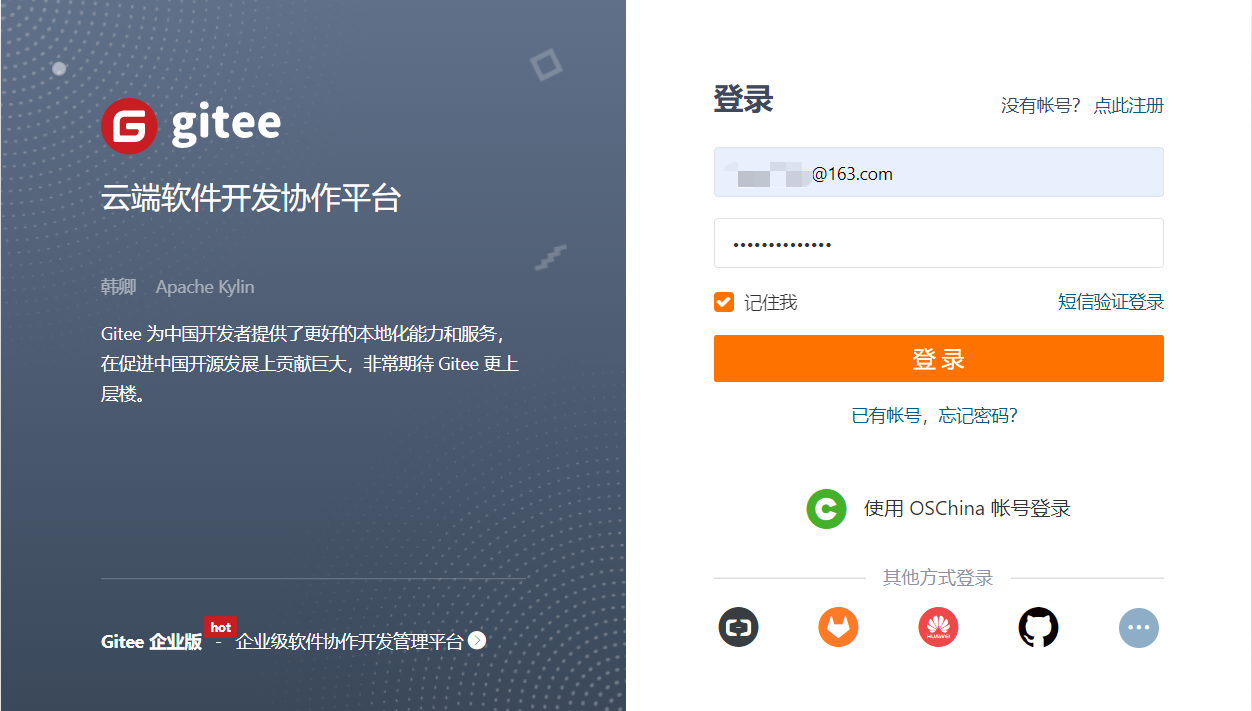 gitee
云端软件开发协作平台
韩卿 Apache Kylin
Gitee 为中国开发者提供了更好的本地化能力和服务，
在促进中国开源发展上贡献巨大，非常期待 Gitee 更上
层楼。
hot
Gitee 企业版 - 企业级软件协作开发管理平台
登录
没有帐号？ 点此注册
@163.com
••••••••••••••
记住我
短信验证登录
登 录
已有帐号，忘记密码？
使用 OSChina 帐号登录
其他方式登录
HUAWEI